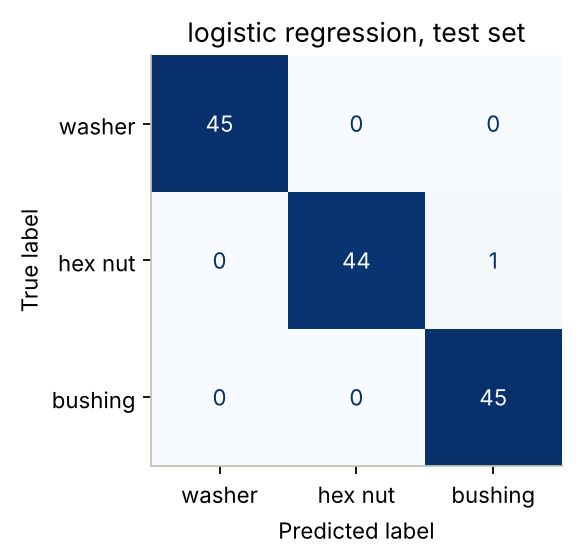 logistic regression, test set
True label
washer 45 0 0
hex nut 0 44 1
bushing 0 0 45
washer hex nut bushing
Predicted label